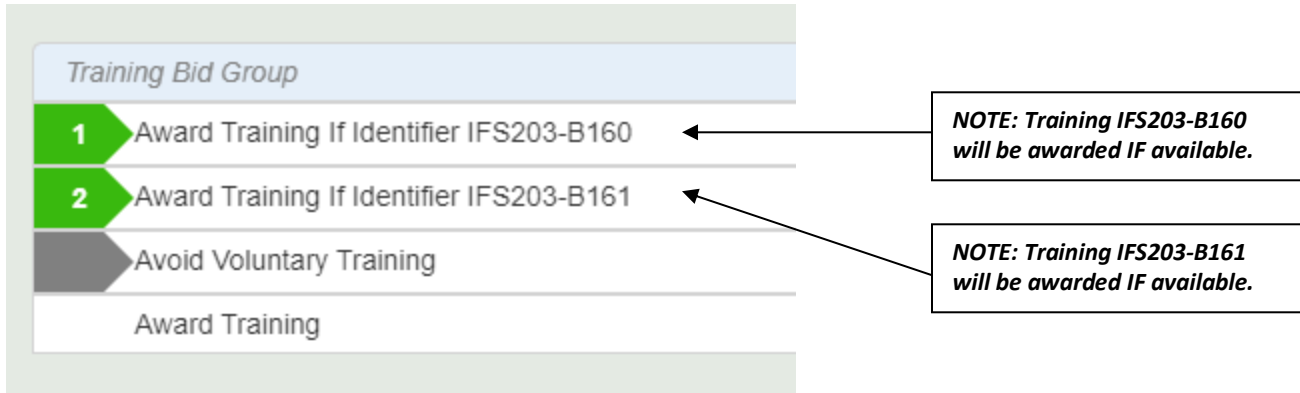 Training Bid Group
1 Award Training If Identifier IFS203-B160
NOTE: Training IFS203-B160
will be awarded IF available.
2 Award Training If Identifier IFS203-B161
Avoid Voluntary Training
NOTE: Training IFS203-B161
will be awarded IF available.
Award Training